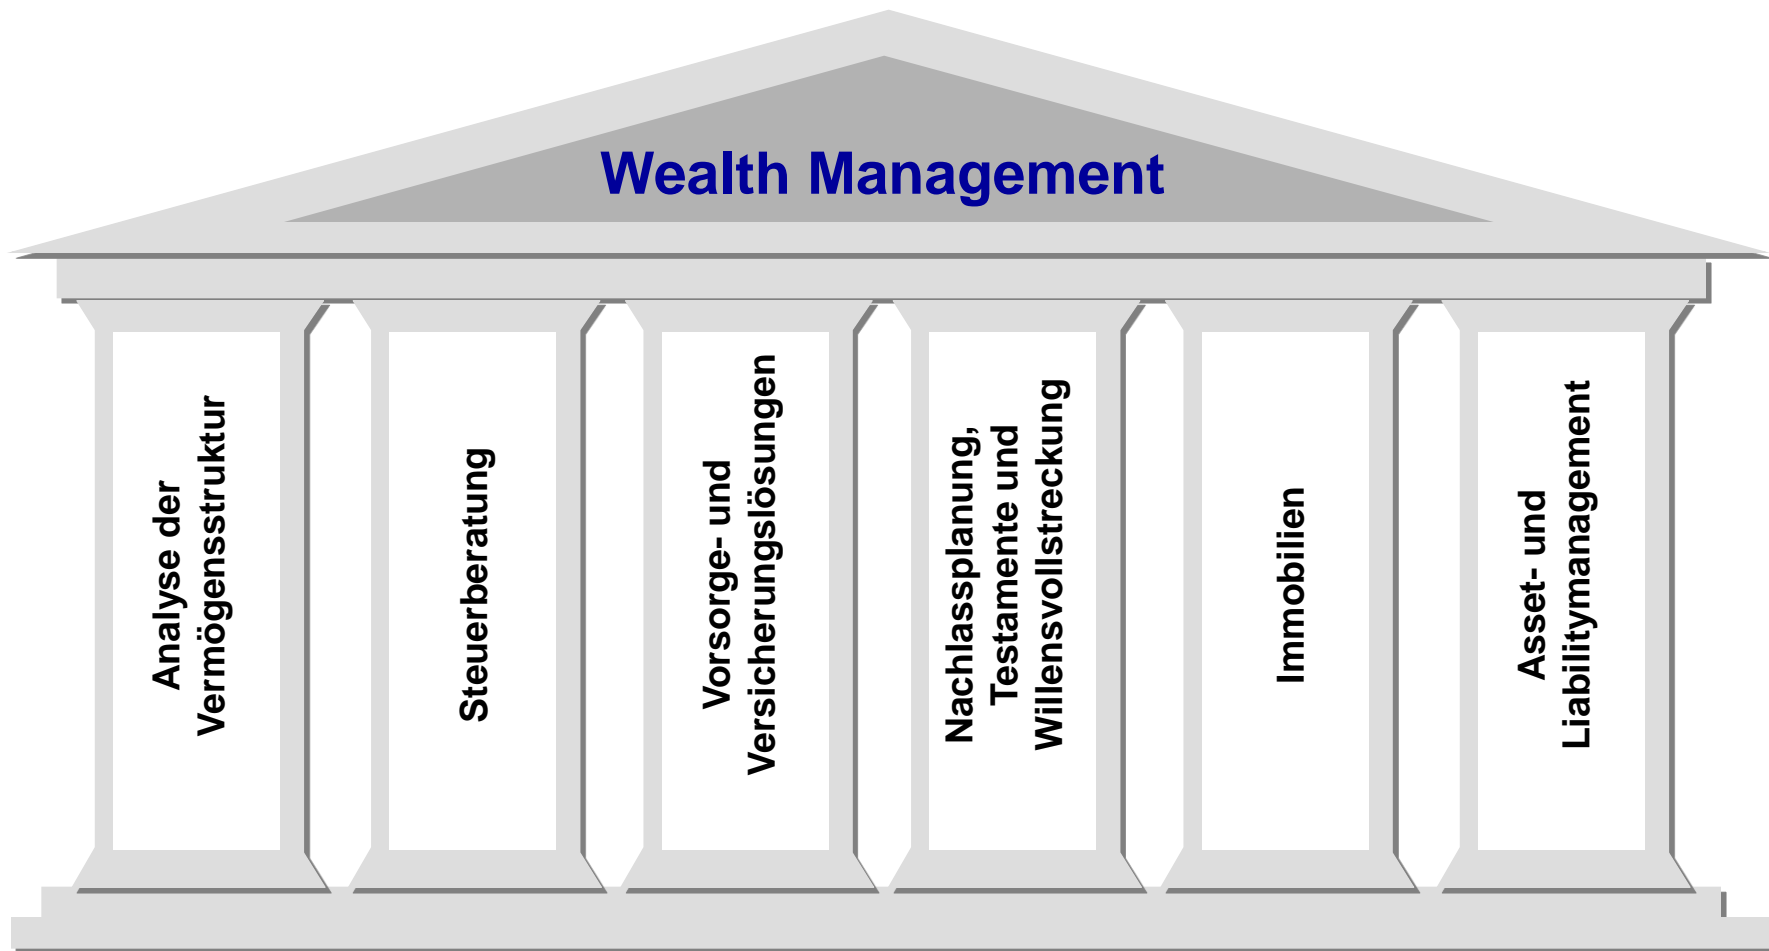 Wealth Management
Analyse der
Vermögensstruktur
Steuerberatung
Vorsorge- und
Versicherungslösungen
Nachlassplanung,
Testamente und
Willensvollstreckung
Immobilien
Asset- und
Liabilitymanagement